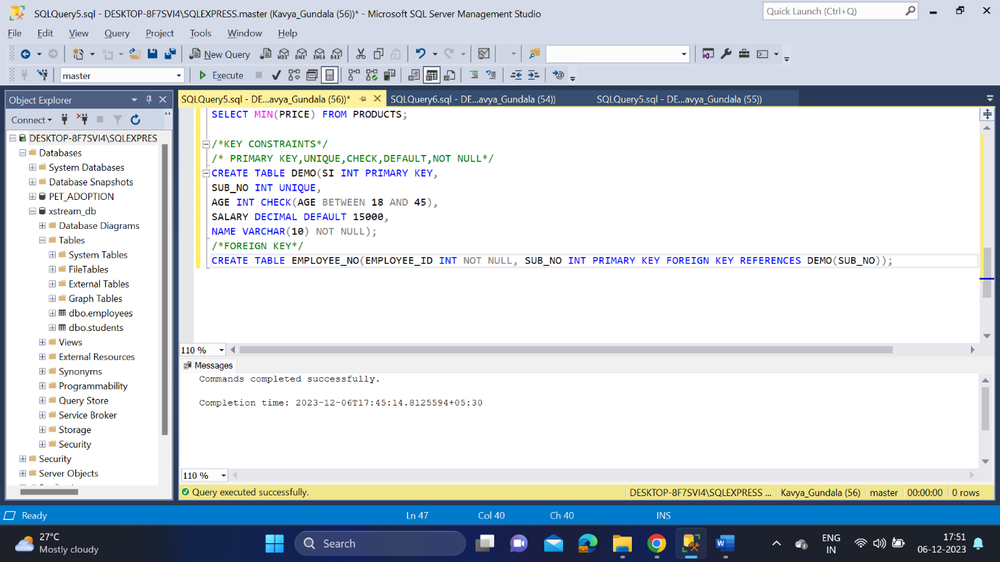 SQLQuery5.sql - DESKTOP-8F7SVI4\SQLEXPRESS.master (Kavya_Gundala (56))* - Microsoft SQL Server Management Studio
Quick Launch (Ctrl+Q)
File Edit View Query Project Tools Window Help
New Query
MDX DMX XMLA DAX
master
Execute
Object Explorer
SQLQuery5.sql - DE...avya_Gundala (56))*
SQLQuery6.sql - DE...avya_Gundala (54))
SQLQuery5.sql - DE...avya_Gundala (55))
Connect
DESKTOP-8F7SVI4\SQLEXPRES
Databases
System Databases
Database Snapshots
PET_ADOPTION
xstream_db
Database Diagrams
Tables
System Tables
FileTables
External Tables
Graph Tables
dbo.employees
dbo.students
Views
External Resources
Synonyms
Programmability
Query Store
Service Broker
Storage
Security
Security
Server Objects
SELECT MIN(PRICE) FROM PRODUCTS;
/*KEY CONSTRAINTS*/
/* PRIMARY KEY,UNIQUE,CHECK,DEFAULT,NOT NULL*/
CREATE TABLE DEMO(SI INT PRIMARY KEY,
SUB_NO INT UNIQUE,
AGE INT CHECK(AGE BETWEEN 18 AND 45),
SALARY DECIMAL DEFAULT 15000,
NAME VARCHAR(10) NOT NULL);
/*FOREIGN KEY*/
CREATE TABLE EMPLOYEE_NO(EMPLOYEE_ID INT NOT NULL, SUB_NO INT PRIMARY KEY FOREIGN KEY REFERENCES DEMO(SUB_NO));
110 %
Messages
Commands completed successfully.
Completion time: 2023-12-06T17:45:14.8125594+05:30
110 %
Query executed successfully.
DESKTOP-8F7SVI4\SQLEXPRESS ... Kavya_Gundala (56) master 00:00:00 0 rows
Ready
Ln 47
Col 40
Ch 40
INS
27°C
Mostly cloudy
Search
ENG
IN
17:51
06-12-2023